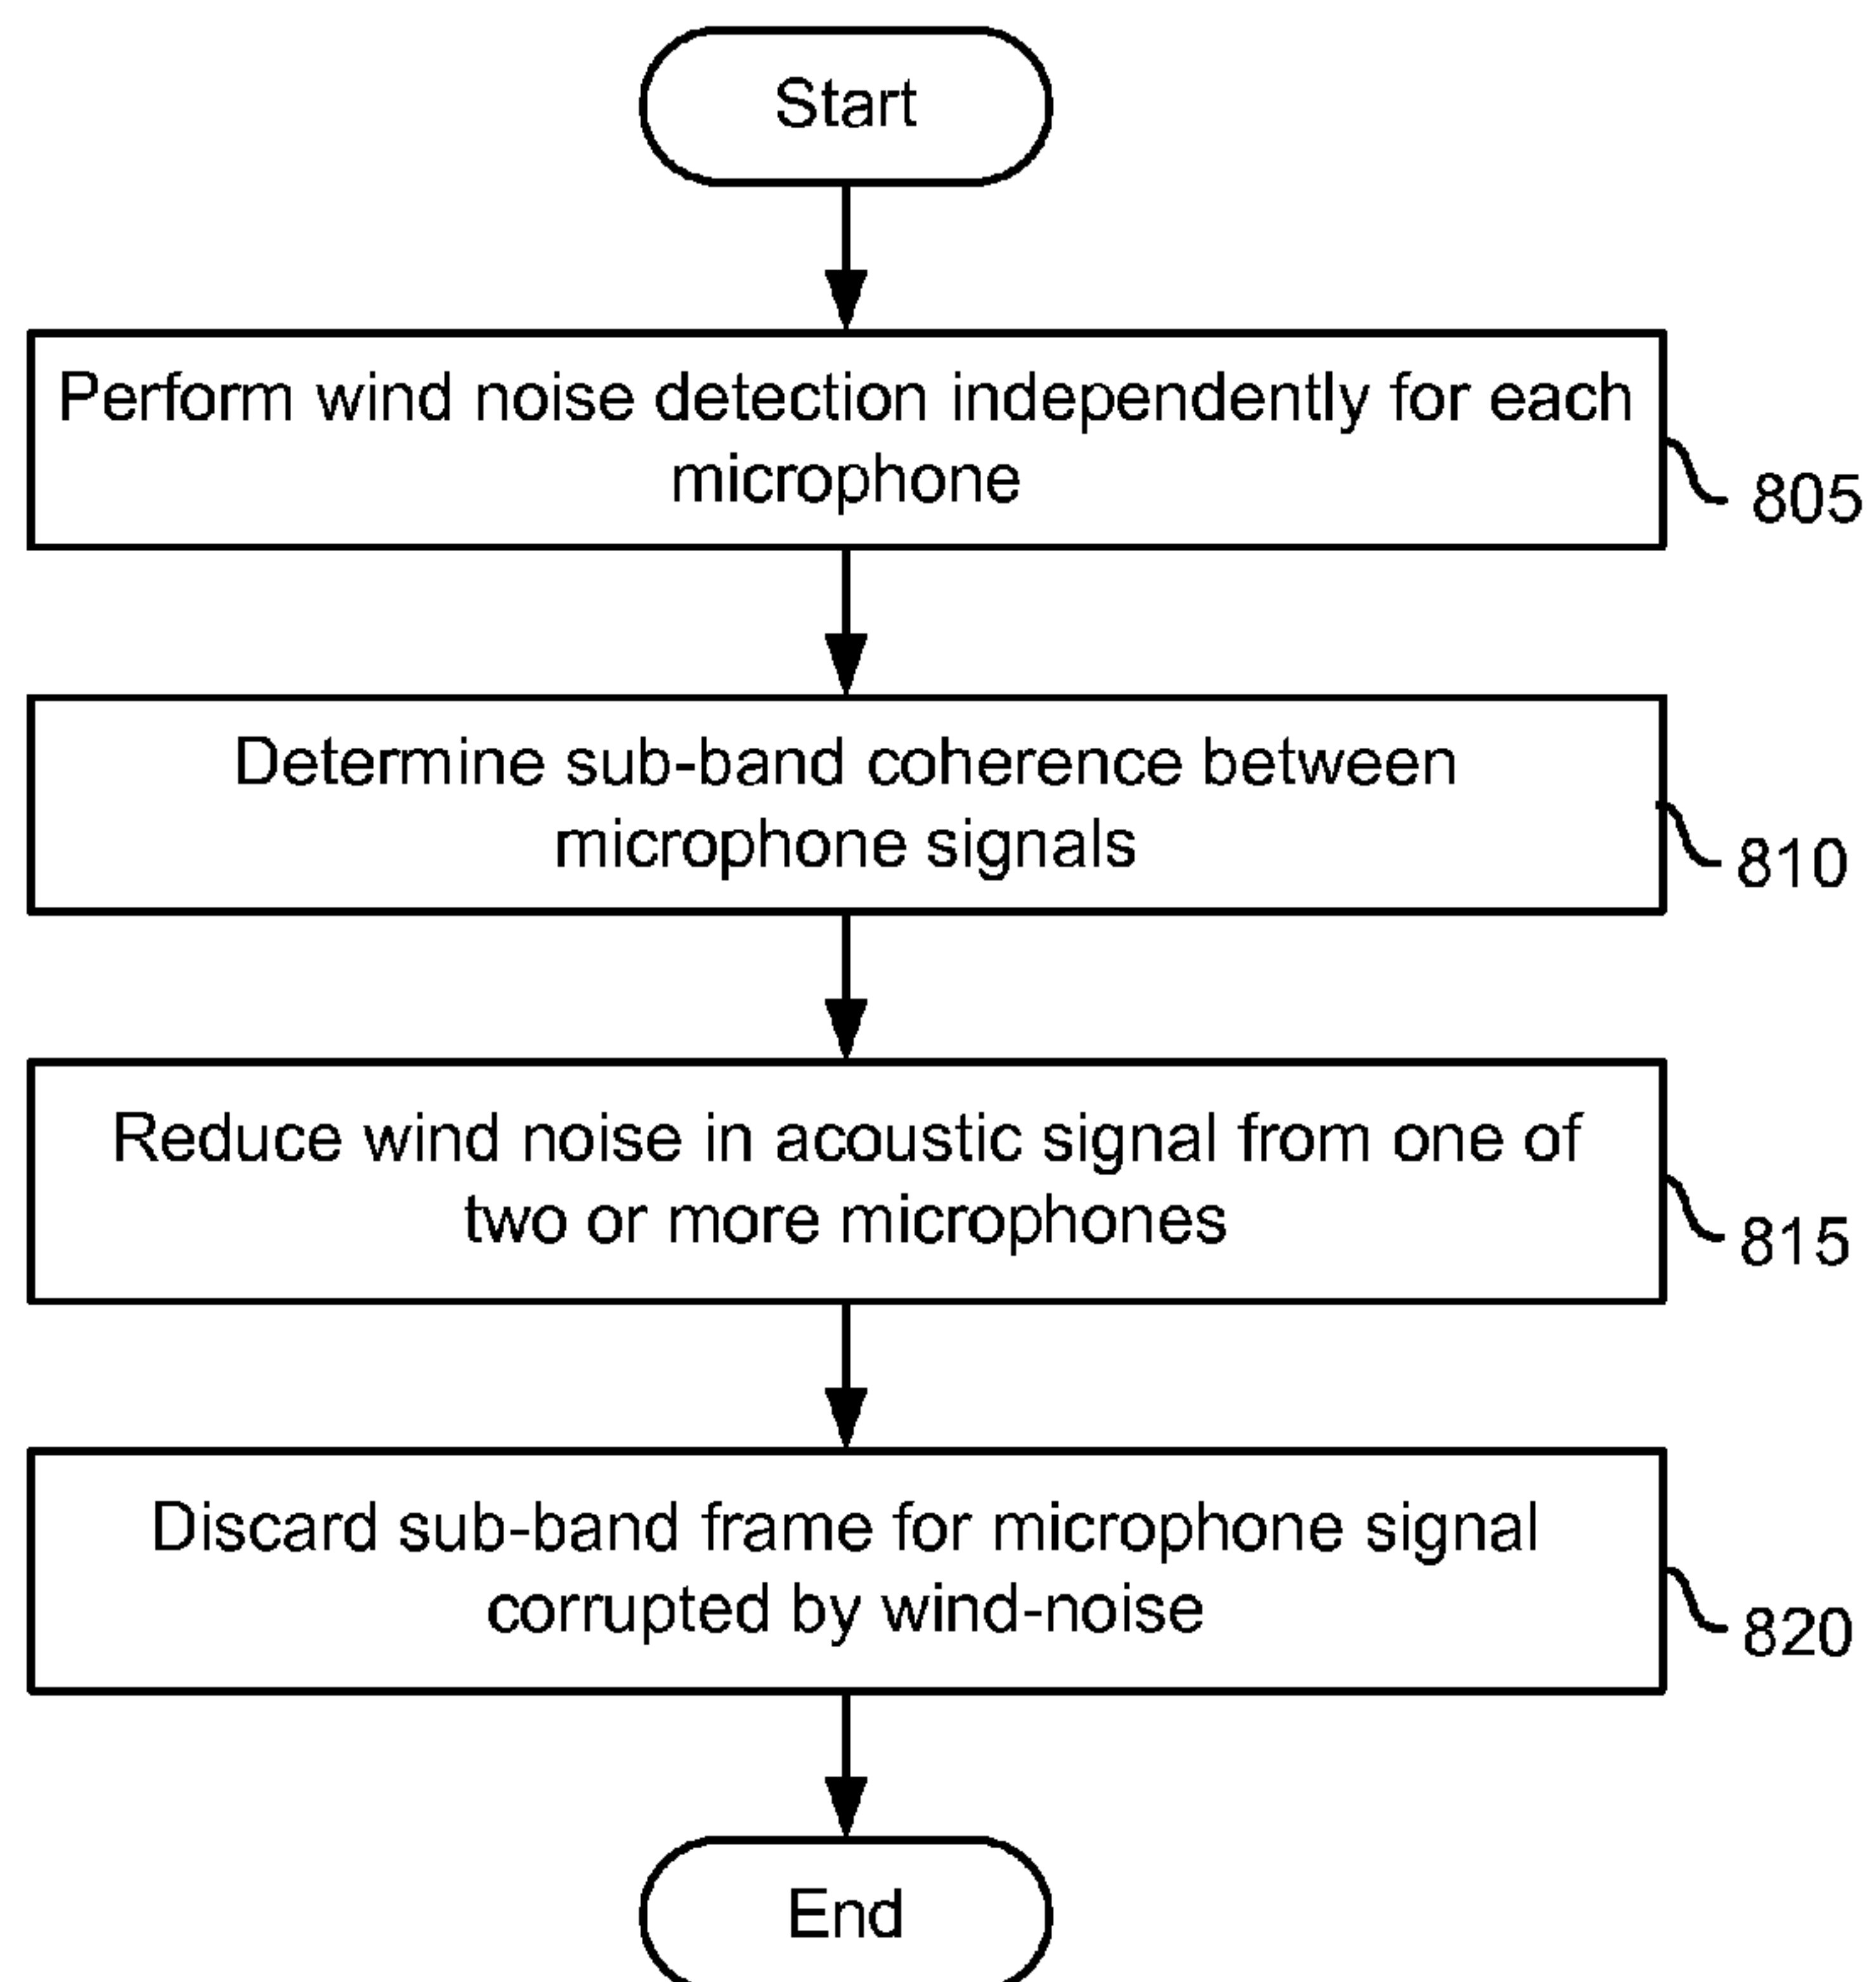 Start
Perform wind noise detection independently for each
microphone
805
Determine sub-band coherence between
microphone signals
810
Reduce wind noise in acoustic signal from one of
two or more microphones
815
Discard sub-band frame for microphone signal
corrupted by wind-noise
820
End